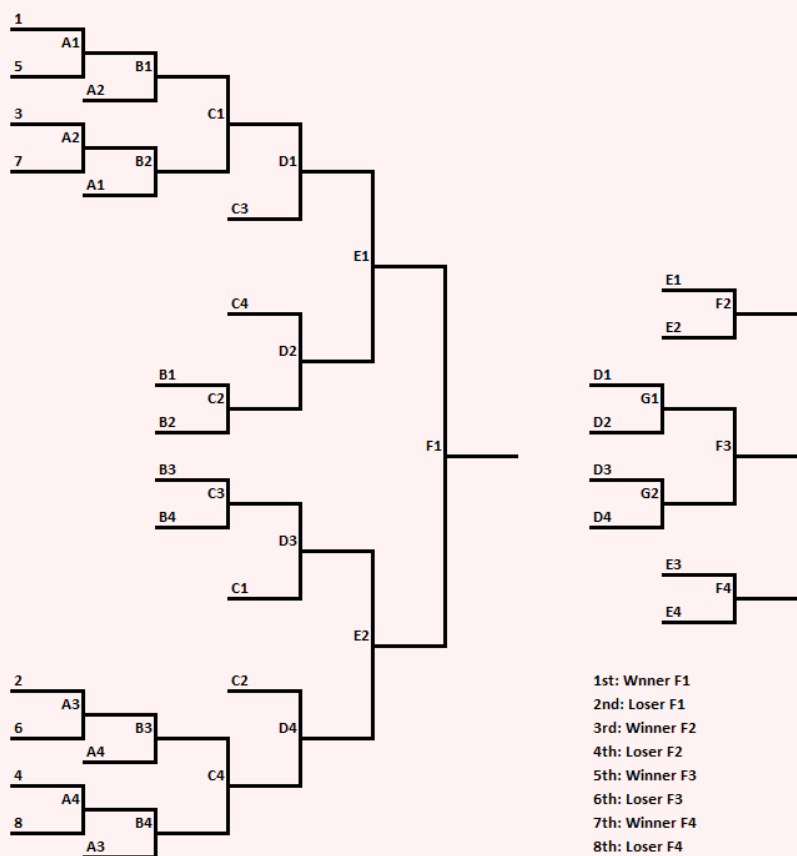 1
A1
5
B1
A2
C1
3
A2
7
B2
A1
D1
C3
E1
C4
D2
B1
C2
B2
F1
B3
C3
B4
D3
C1
E2
2
A3
6
B3
A4
C2
D4
C4
4
A4
8
B4
A3
E1
F2
E2
D1
G1
D2
F3
D3
G2
D4
E3
F4
E4
1st: Wnner F1
2nd: Loser F1
3rd: Winner F2
4th: Loser F2
5th: Winner F3
6th: Loser F3
7th: Winner F4
8th: Loser F4